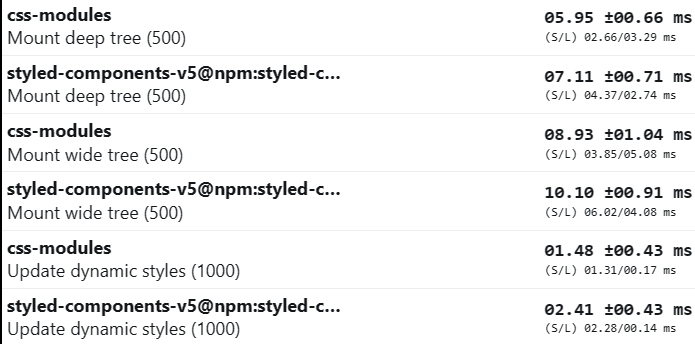 css-modules
05.95 ±00.66 ms
Mount deep tree (500)
(S/L) 02.66/03.29 ms
styled-components-v5@npm:styled-c...
07.11 ±00.71 ms
Mount deep tree (500)
(S/L) 04.37/02.74 ms
css-modules
08.93 ±01.04 ms
Mount wide tree (500)
(S/L) 03.85/05.08 ms
styled-components-v5@npm:styled-c...
10.10 ±00.91 ms
Mount wide tree (500)
(S/L) 06.02/04.08 ms
css-modules
01.48 ±00.43 ms
Update dynamic styles (1000)
(S/L) 01.31/00.17 ms
styled-components-v5@npm:styled-c...
02.41 ±00.43 ms
Update dynamic styles (1000)
(S/L) 02.28/00.14 ms